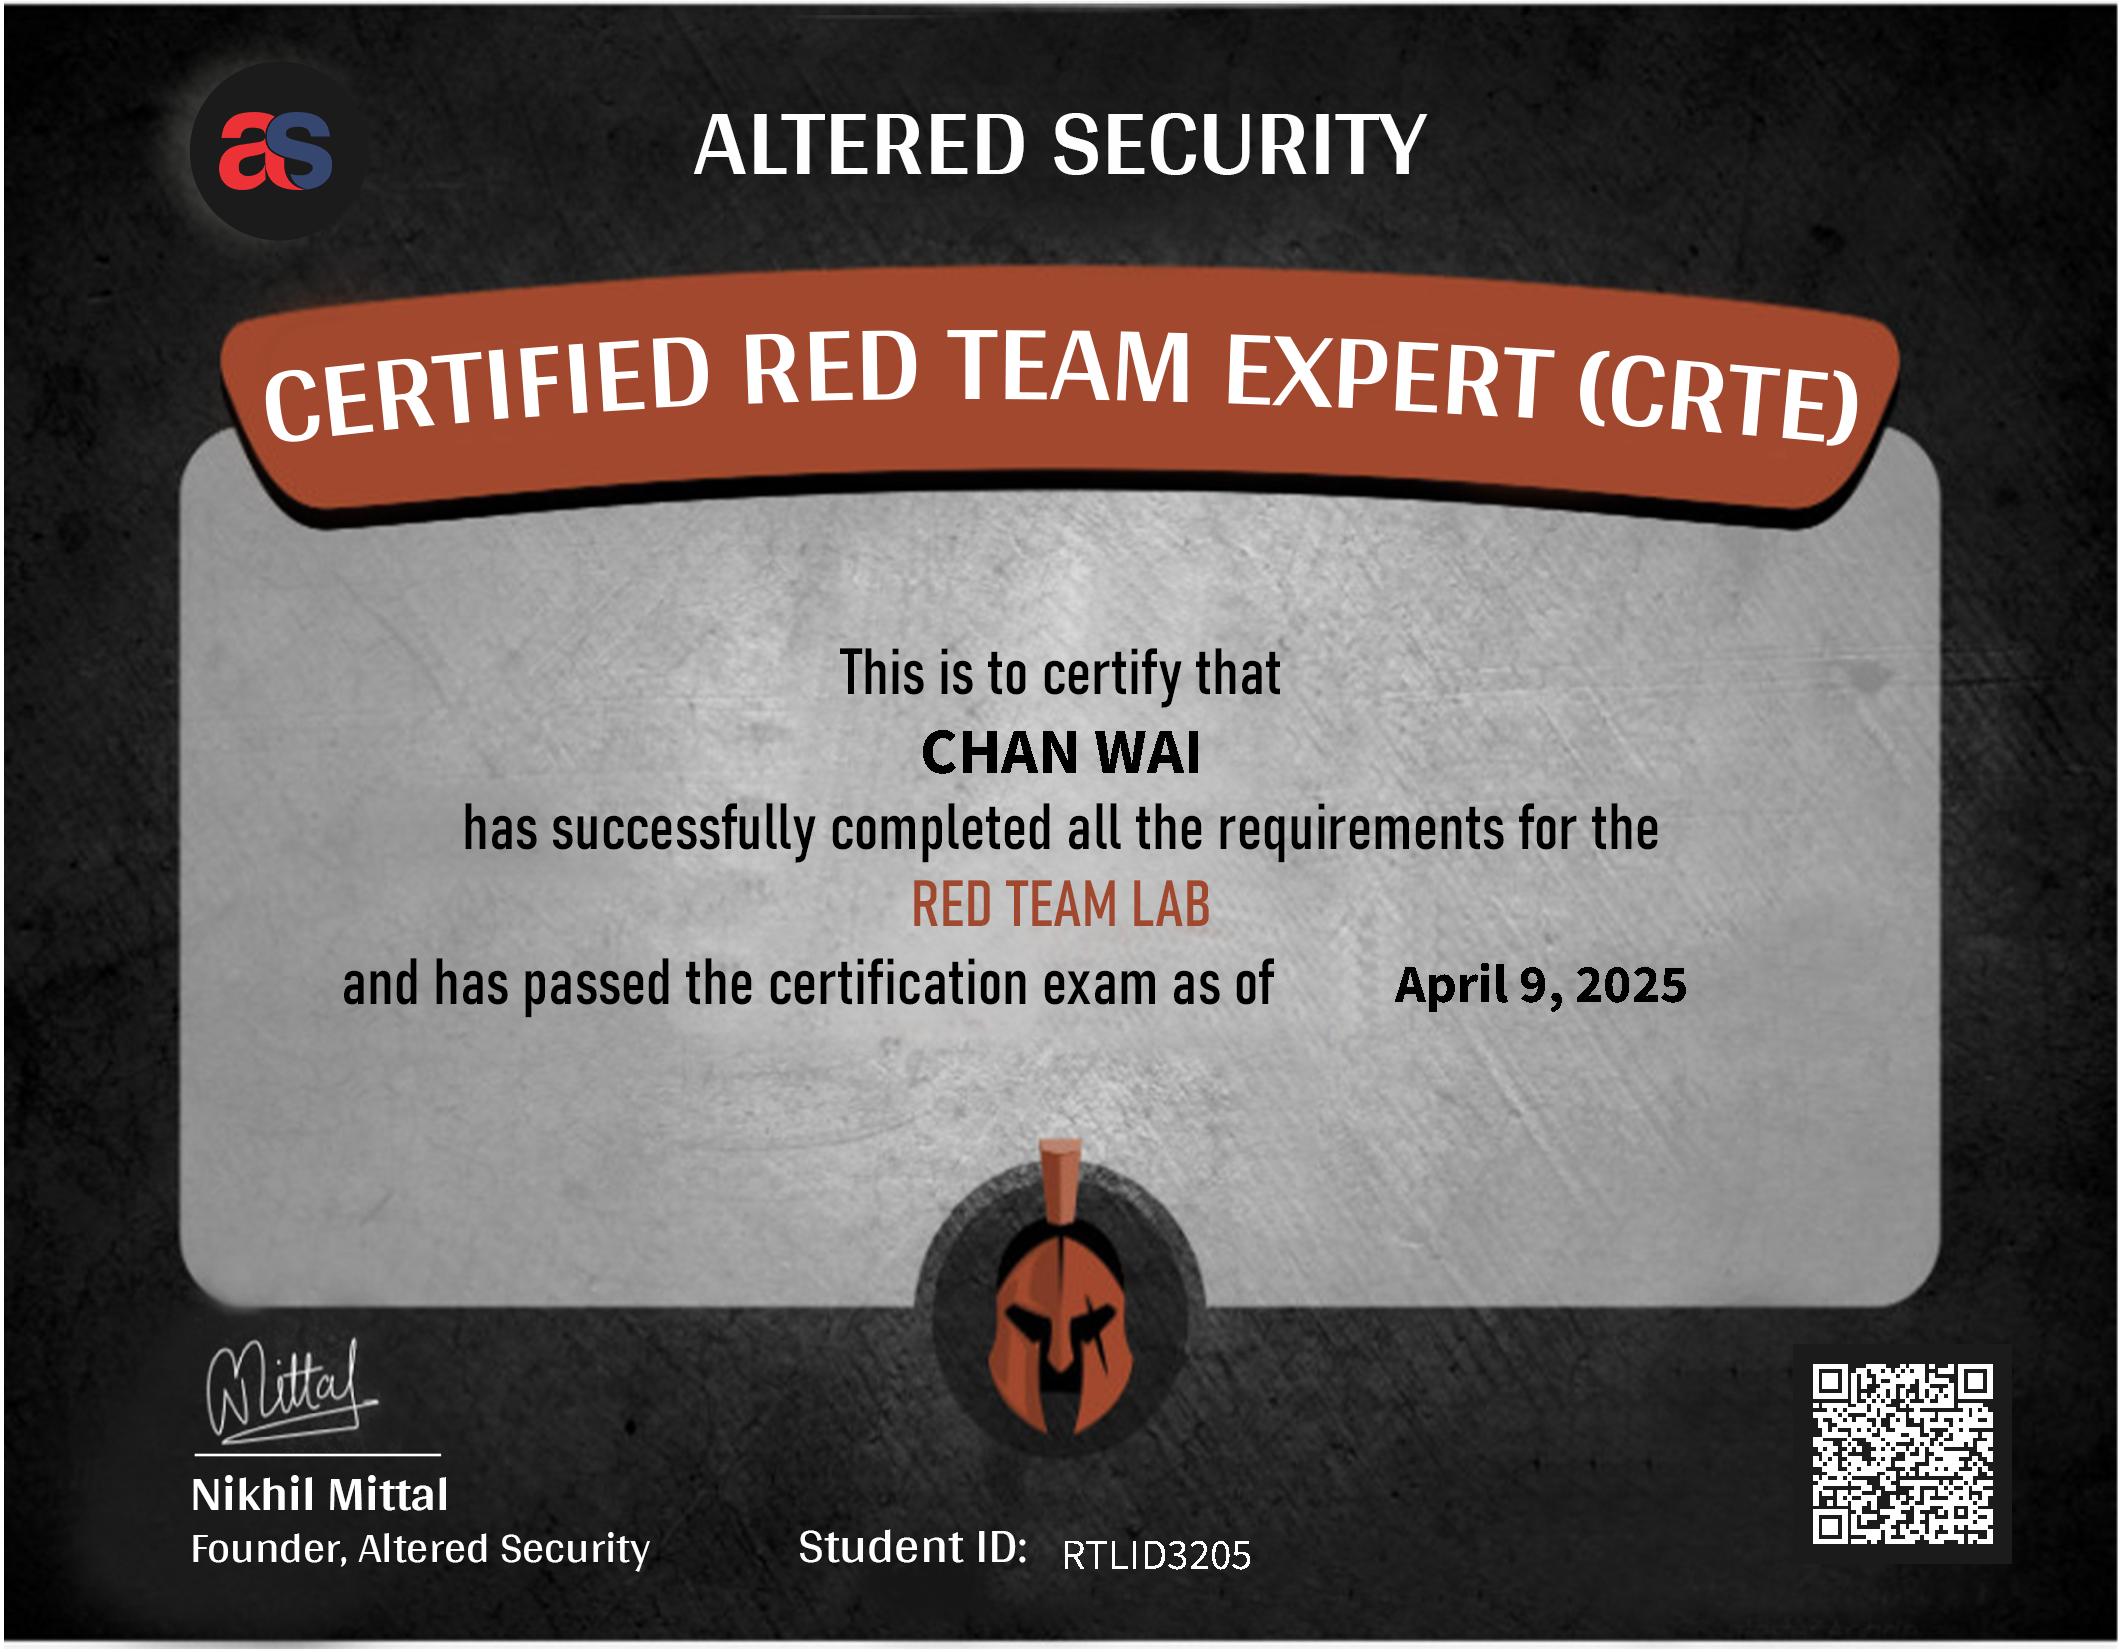 as
ALTERED SECURITY
CERTIFIED RED TEAM EXPERT (CRTE)
This is to certify that
CHAN WAI
has successfully completed all the requirements for the
RED TEAM LAB
and has passed the certification exam as of April 9, 2025
Mittal
Nikhil Mittal
Founder, Altered Security
Student ID: RTLID3205